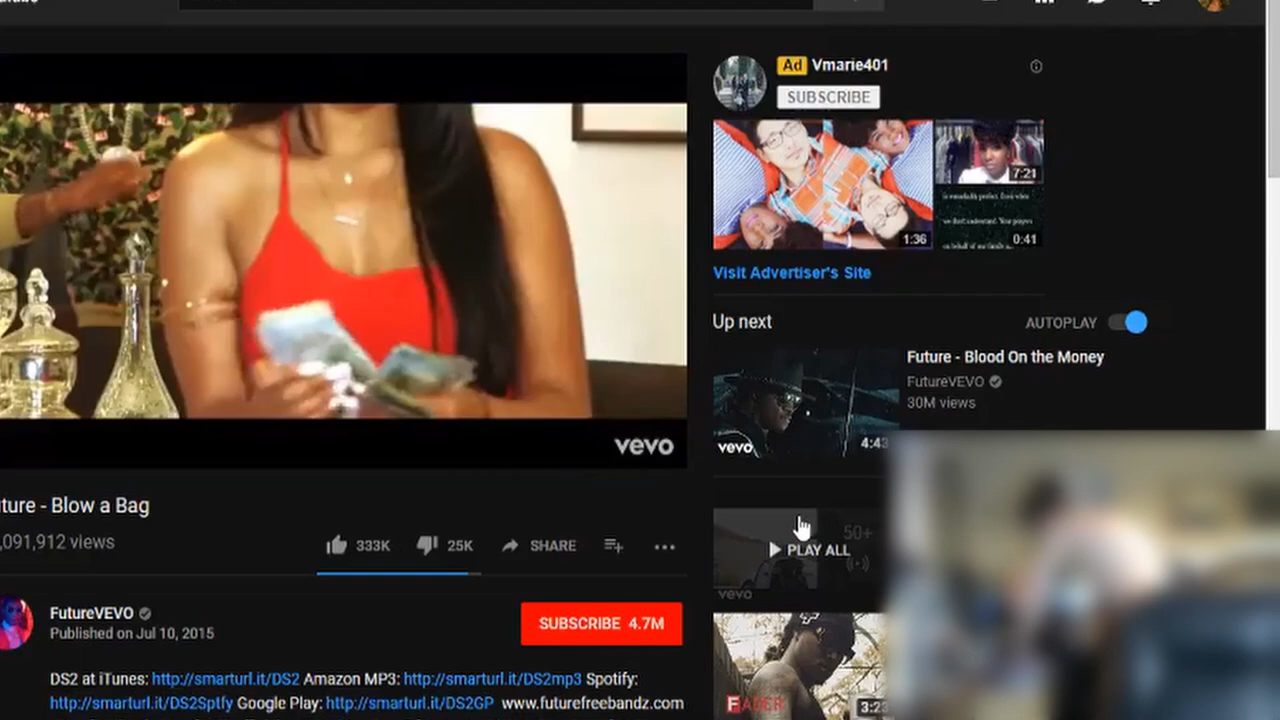 Ad Vmarie401
SUBSCRIBE
7:21
1:36
0:41
Visit Advertiser's Site
Up next
AUTOPLAY
Future - Blood On the Money
FutureVEVO
30M views
vevo
4:43
vevo
ture - Blow a Bag
,091,912 views
333K
25K
SHARE
50+
PLAY ALL
vevo
FutureVEVO
Published on Jul 10, 2015
SUBSCRIBE 4.7M
3:23
DS2 at iTunes: http://smarturl.it/DS2 Amazon MP3: http://smarturl.it/DS2mp3 Spotify:
http://smarturl.it/DS2Sptfy Google Play: http://smarturl.it/DS2GP www.futurefreebandz.com